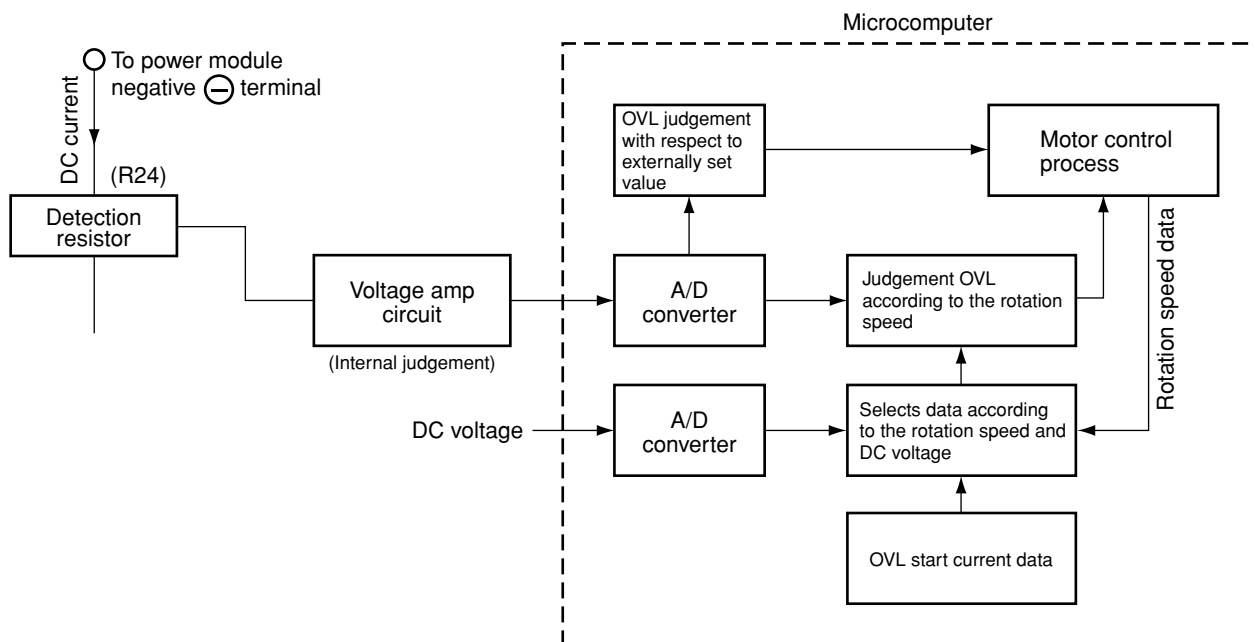 Microcomputer
To power module
negative ⊖ terminal
DC current
(R24)
Detection
resistor
Voltage amp
circuit
(Internal judgement)
OVL judgement
with respect to
externally set
value
Motor control
process
A/D
converter
Judgement OVL
according to the rotation
speed
Rotation speed data
DC voltage
A/D
converter
Selects data according
to the rotation speed and
DC voltage
OVL start current data